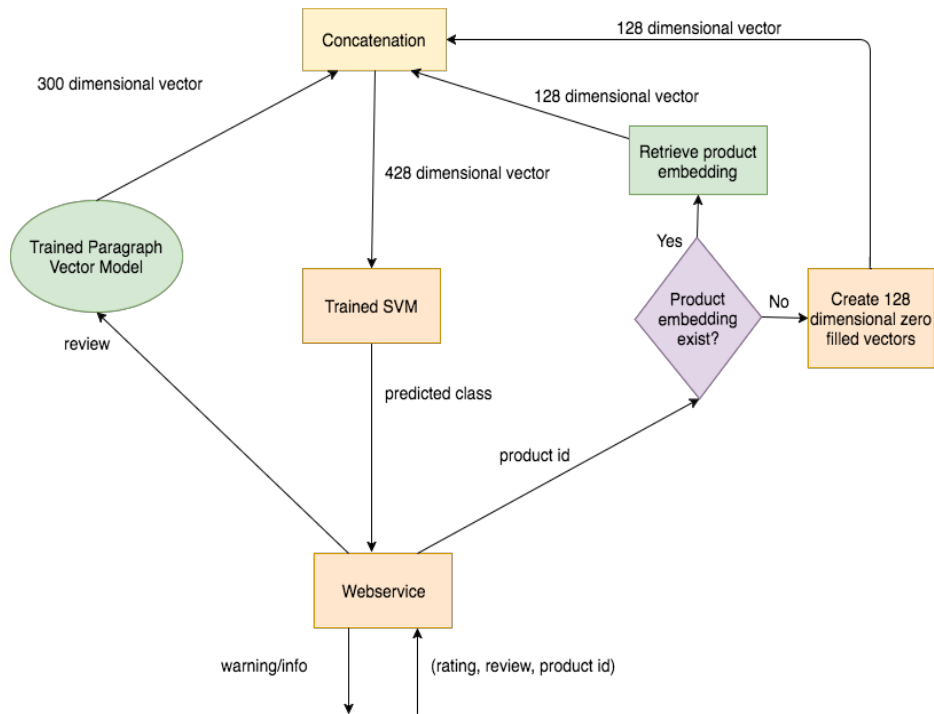 128 dimensional vector
Concatenation
300 dimensional vector
128 dimensional vector
Retrieve product
embedding
428 dimensional vector
Trained Paragraph
Vector Model
Yes
Trained SVM
Product
embedding
exist?
No
Create 128
dimensional zero
filled vectors
review
predicted class
product id
Webservice
warning/info
(rating, review, product id)